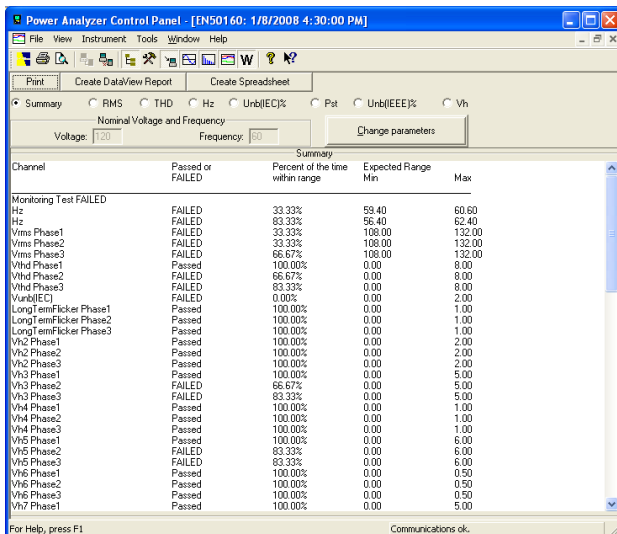 Power Analyzer Control Panel - [EN50160: 1/8/2008 4:30:00 PM]
File View Instrument Tools Window Help
W
Print Create DataView Report Create Spreadsheet
Summary RMS THD Hz Unb(IEC)% Pst Unb(IEEE)% Vh
Nominal Voltage and Frequency
Voltage: 120 Frequency: 60 Change parameters
Summary
Channel Passed or Percent of the time Expected Range
FAILED within range Min Max
Monitoring Test FAILED
Hz FAILED 33.33% 59.40 60.60
Hz FAILED 83.33% 56.40 62.40
Vrms Phase1 FAILED 33.33% 108.00 132.00
Vrms Phase2 FAILED 33.33% 108.00 132.00
Vrms Phase3 FAILED 66.67% 108.00 132.00
Vthd Phase1 Passed 100.00% 0.00 8.00
Vthd Phase2 FAILED 66.67% 0.00 8.00
Vthd Phase3 FAILED 83.33% 0.00 8.00
Vunb(IEC) FAILED 0.00% 0.00 2.00
LongTermFlicker Phase1 Passed 100.00% 0.00 1.00
LongTermFlicker Phase2 Passed 100.00% 0.00 1.00
LongTermFlicker Phase3 Passed 100.00% 0.00 1.00
Vh2 Phase1 Passed 100.00% 0.00 2.00
Vh2 Phase2 Passed 100.00% 0.00 2.00
Vh2 Phase3 Passed 100.00% 0.00 2.00
Vh3 Phase1 Passed 100.00% 0.00 5.00
Vh3 Phase2 FAILED 66.67% 0.00 5.00
Vh3 Phase3 FAILED 83.33% 0.00 5.00
Vh4 Phase1 Passed 100.00% 0.00 1.00
Vh4 Phase2 Passed 100.00% 0.00 1.00
Vh4 Phase3 Passed 100.00% 0.00 1.00
Vh5 Phase1 Passed 100.00% 0.00 6.00
Vh5 Phase2 FAILED 83.33% 0.00 6.00
Vh5 Phase3 FAILED 83.33% 0.00 6.00
Vh6 Phase1 Passed 100.00% 0.00 0.50
Vh6 Phase2 Passed 100.00% 0.00 0.50
Vh6 Phase3 Passed 100.00% 0.00 0.50
Vh7 Phase1 Passed 100.00% 0.00 5.00
For Help, press F1 Communications ok.